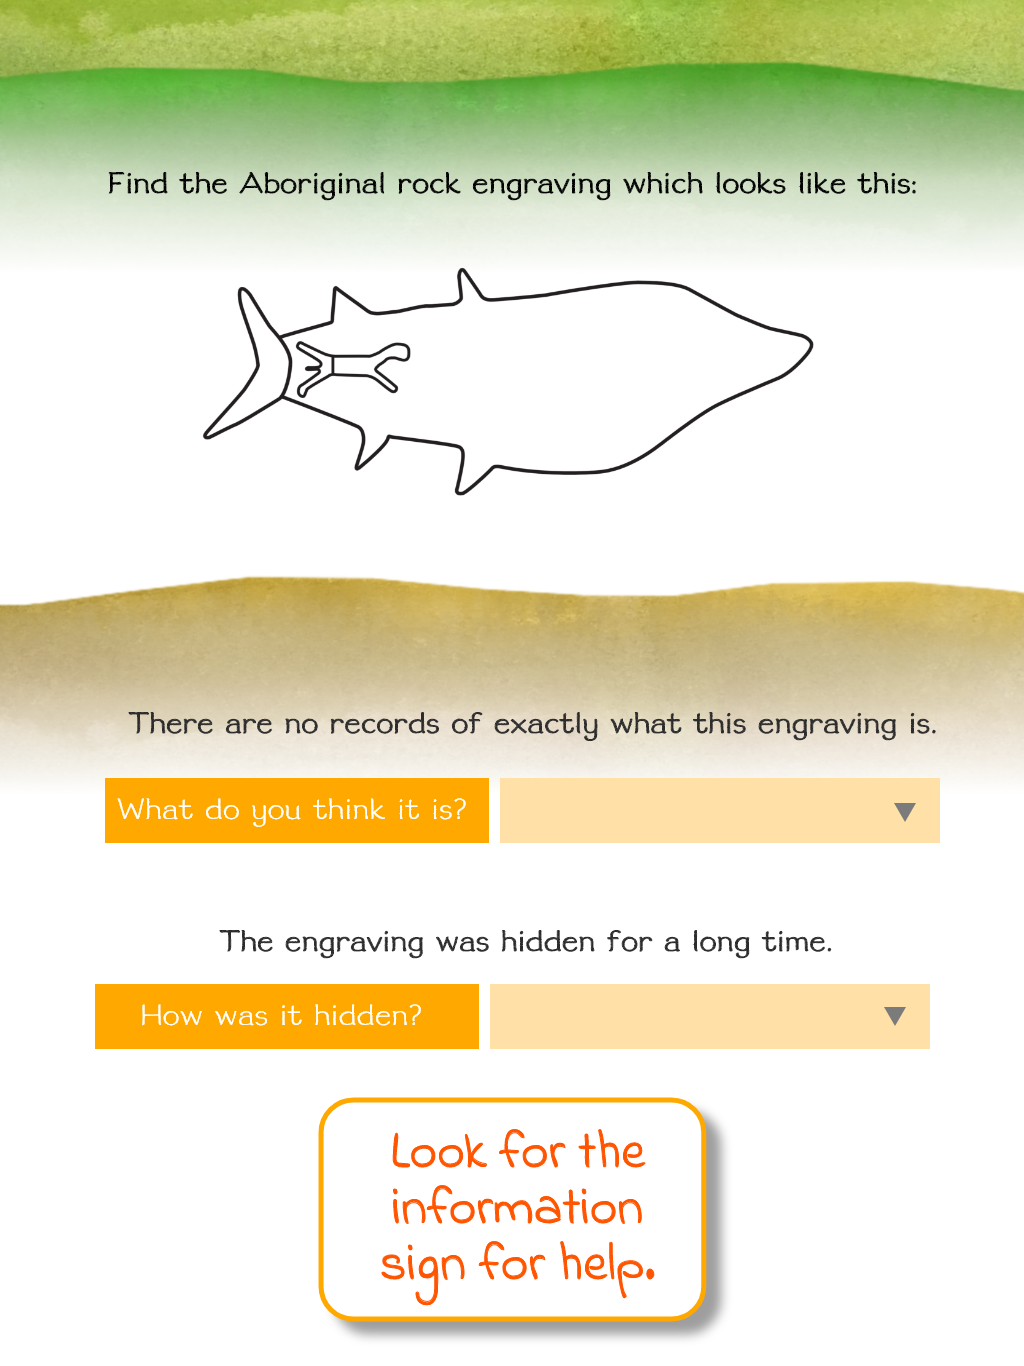 Find the Aboriginal rock engraving which looks like this:
There are no records of exactly what this engraving is.
What do you think it is?
The engraving was hidden for a long time.
How was it hidden?
Look for the
information
sign for help.